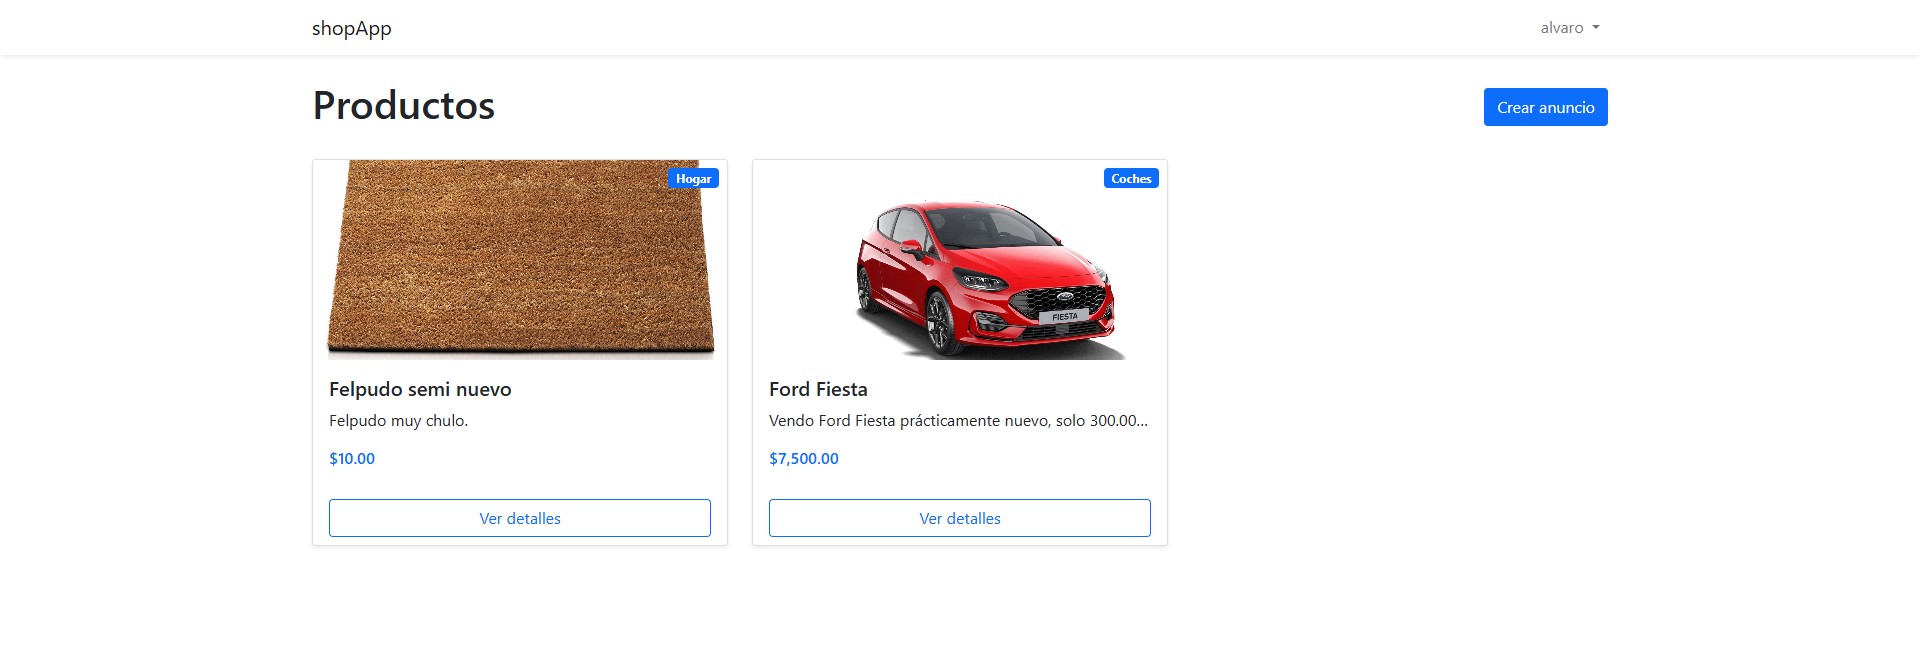 shopApp
alvaro
Productos
Crear anuncio
Hogar
Coches
FIESTA
Felpudo semi nuevo
Felpudo muy chulo.
$10.00
Ver detalles
Ford Fiesta
Vendo Ford Fiesta prácticamente nuevo, solo 300.00...
$7,500.00
Ver detalles